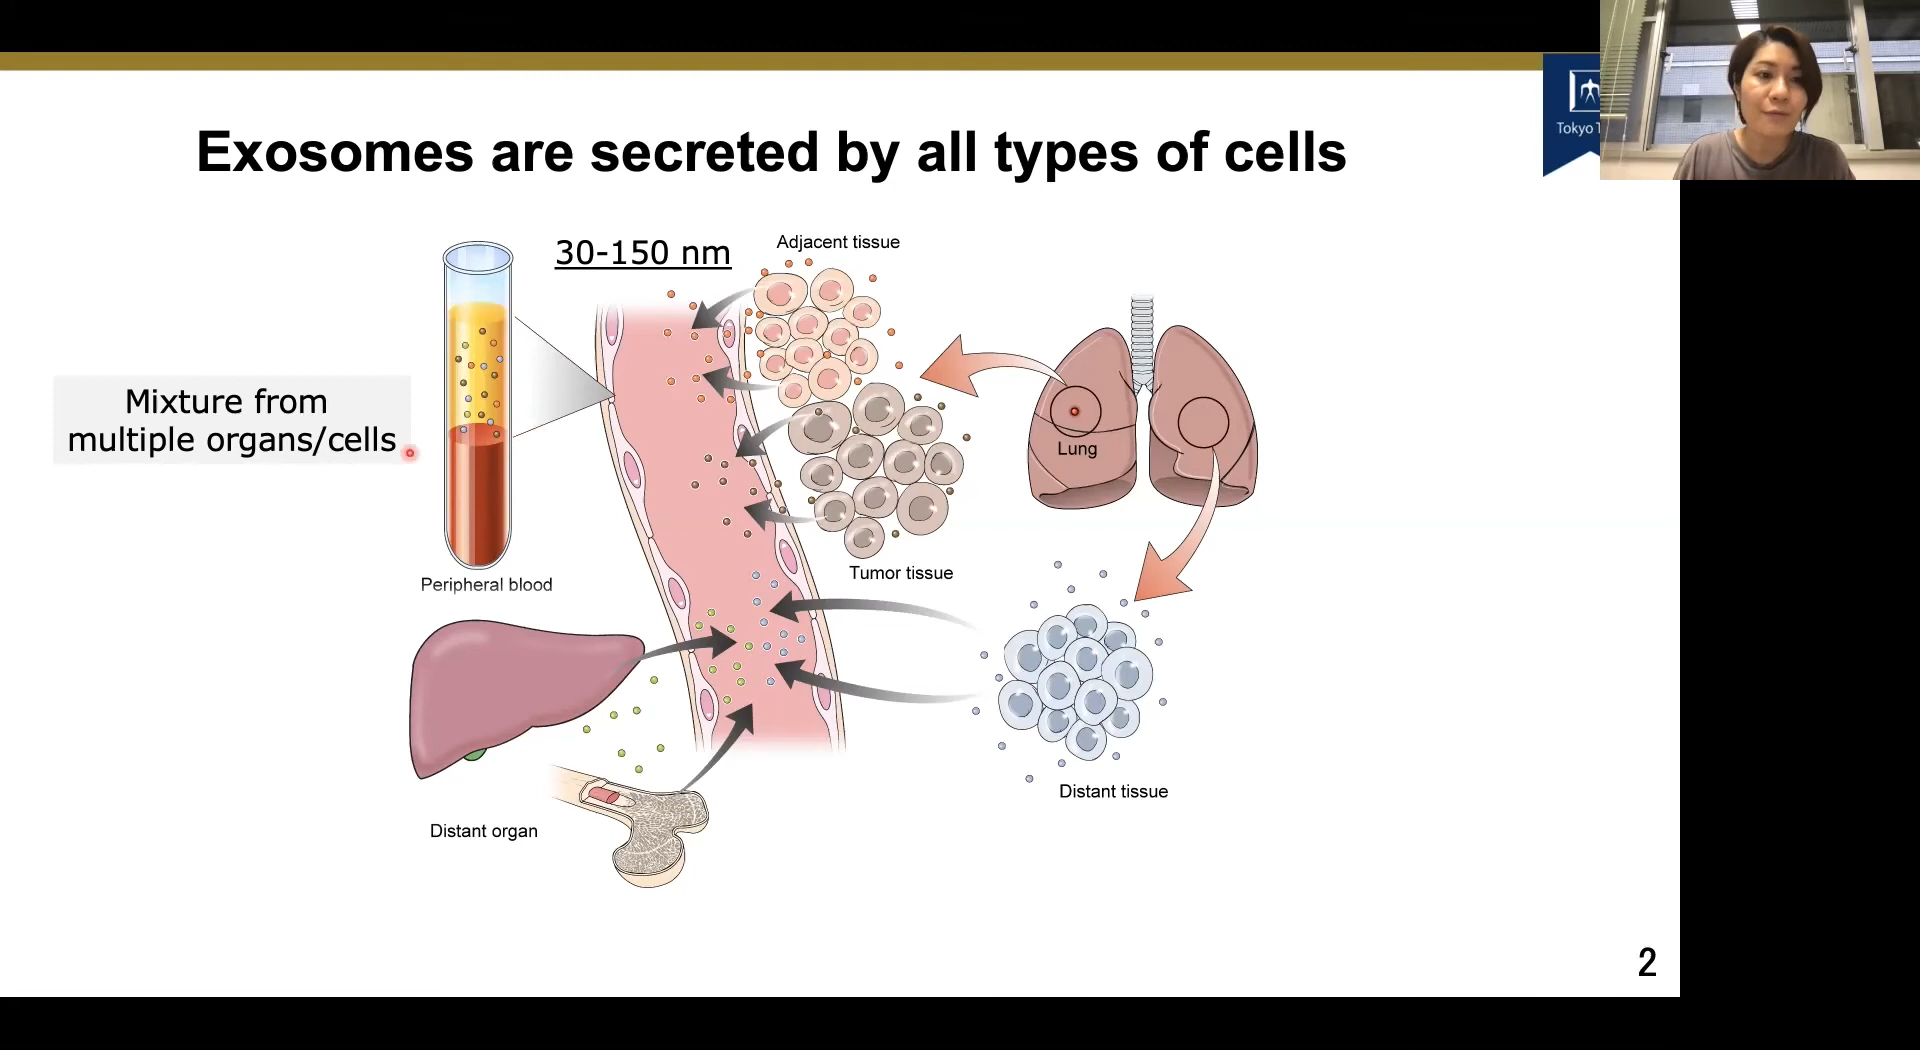 Tokyo
Exosomes are secreted by all types of cells
30-150 nm
Adjacent tissue
Mixture from
multiple organs/cells
Lung
Tumor tissue
Peripheral blood
Distant tissue
Distant organ
2